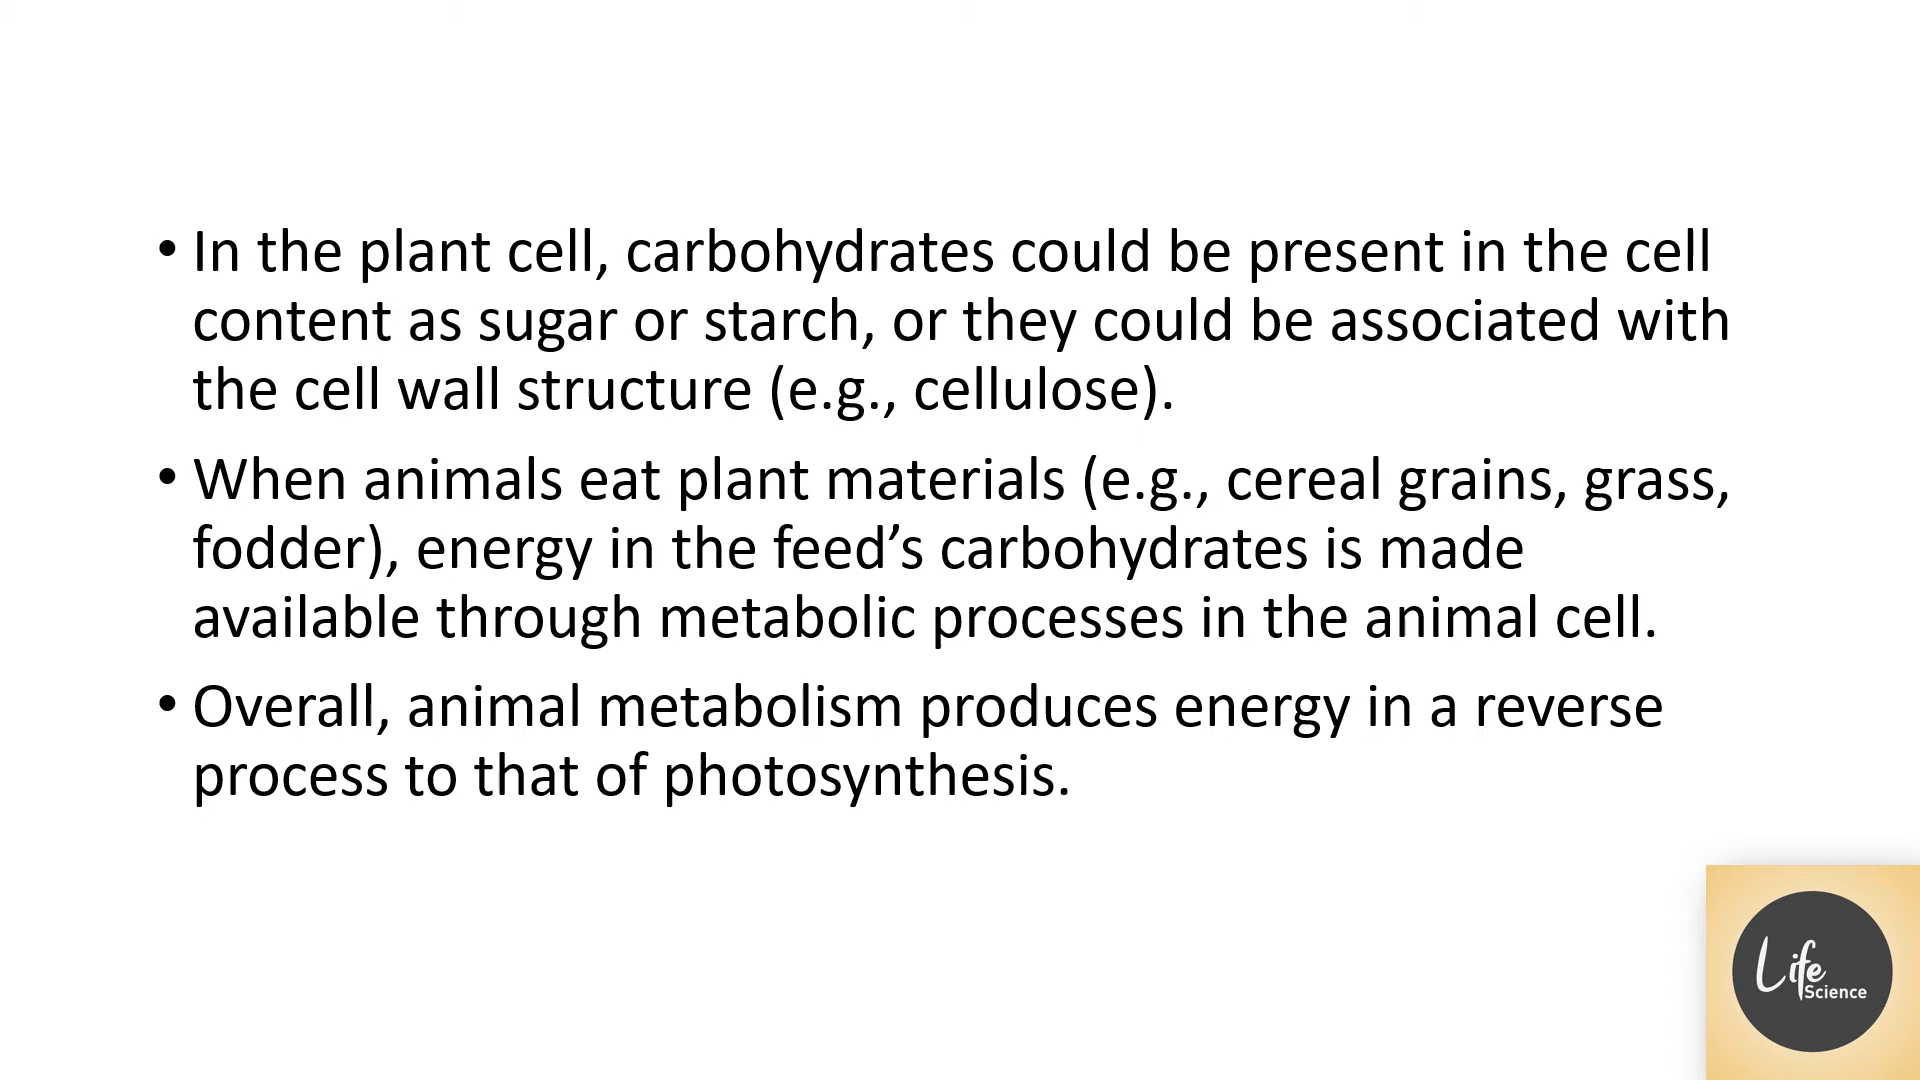 • In the plant cell, carbohydrates could be present in the cell
content as sugar or starch, or they could be associated with
the cell wall structure (e.g., cellulose).
• When animals eat plant materials (e.g., cereal grains, grass,
fodder), energy in the feed’s carbohydrates is made
available through metabolic processes in the animal cell.
• Overall, animal metabolism produces energy in a reverse
process to that of photosynthesis.
Life
Science